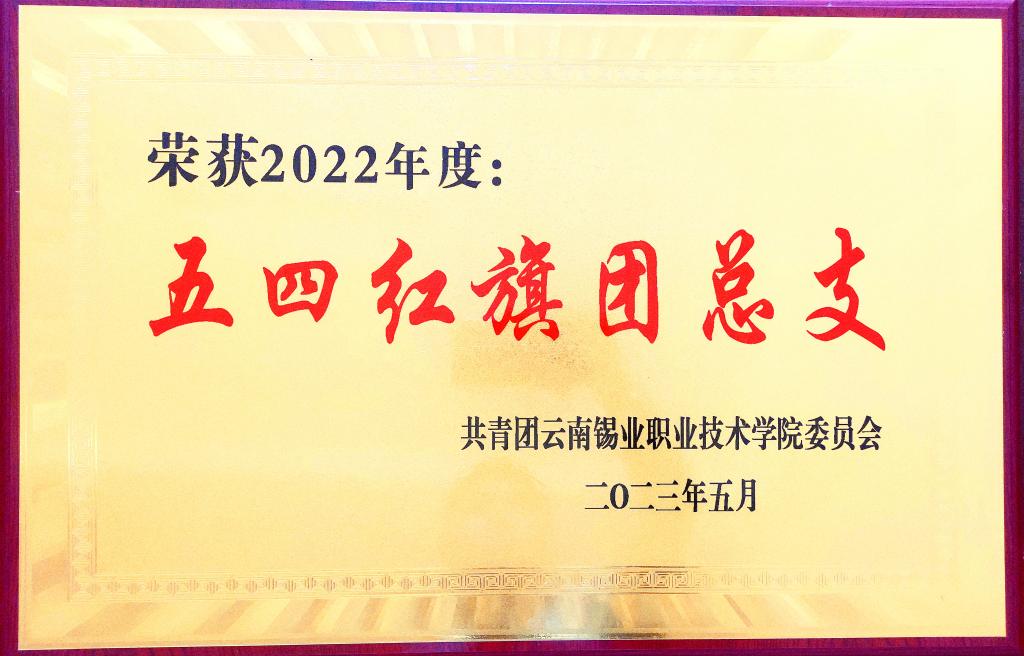 荣获2022年度：
五四红旗团总支
共青团云南锡业职业技术学院委员会
二O二三年五月